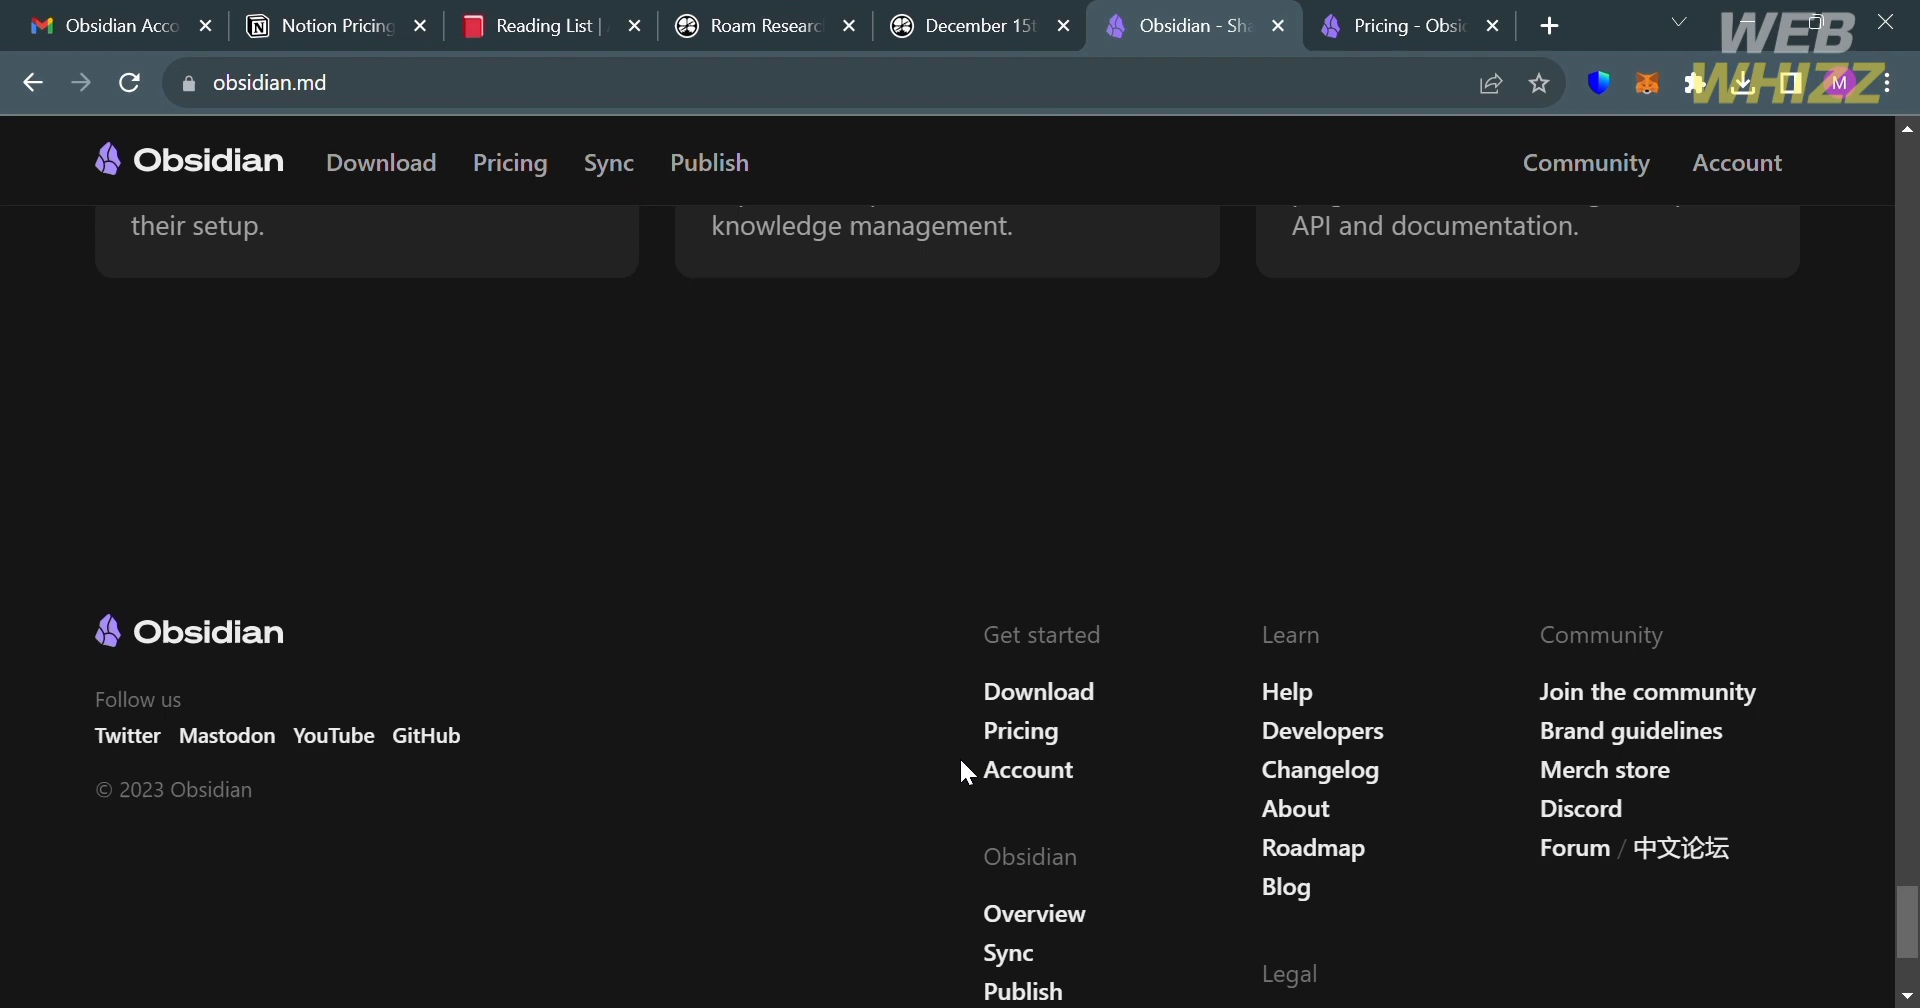 Obsidian Acco
Notion Pricing
Reading List |
Roam Researc
December 15t
Obsidian - Sha
Pricing - Obsi
WEB
WHIZZ
obsidian.md
M
Obsidian
Download
Pricing
Sync
Publish
Community
Account
their setup.
knowledge management.
API and documentation.
Obsidian
Follow us
Twitter Mastodon YouTube GitHub
© 2023 Obsidian
Get started
Download
Pricing
Account
Obsidian
Overview
Sync
Publish
Learn
Help
Developers
Changelog
About
Roadmap
Blog
Legal
Community
Join the community
Brand guidelines
Merch store
Discord
Forum / 中文论坛